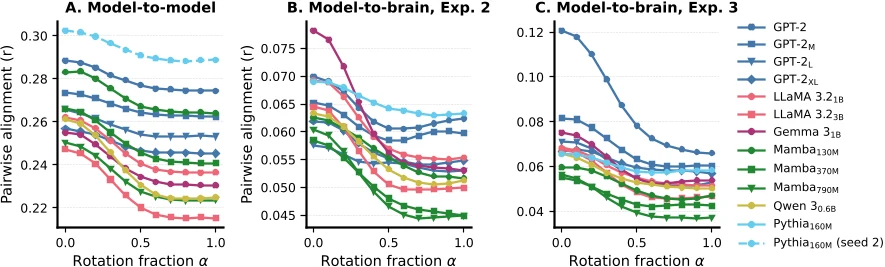 A. Model-to-model
B. Model-to-brain, Exp. 2
C. Model-to-brain, Exp. 3
Pairwise alignment (r)
0.30
0.28
0.26
0.24
0.22
0.0
0.5
1.0
Rotation fraction α
Pairwise alignment (r)
0.075
0.070
0.065
0.060
0.055
0.050
0.045
0.0
0.5
1.0
Rotation fraction α
Pairwise alignment (r)
0.12
0.10
0.08
0.06
0.04
0.0
0.5
1.0
Rotation fraction α
GPT-2
GPT-2M
GPT-2L
GPT-2XL
LLaMA 3.21B
LLaMA 3.23B
Gemma 31B
Mamba130M
Mamba370M
Mamba790M
Qwen 30.6B
Pythia160M
Pythia160M (seed 2)